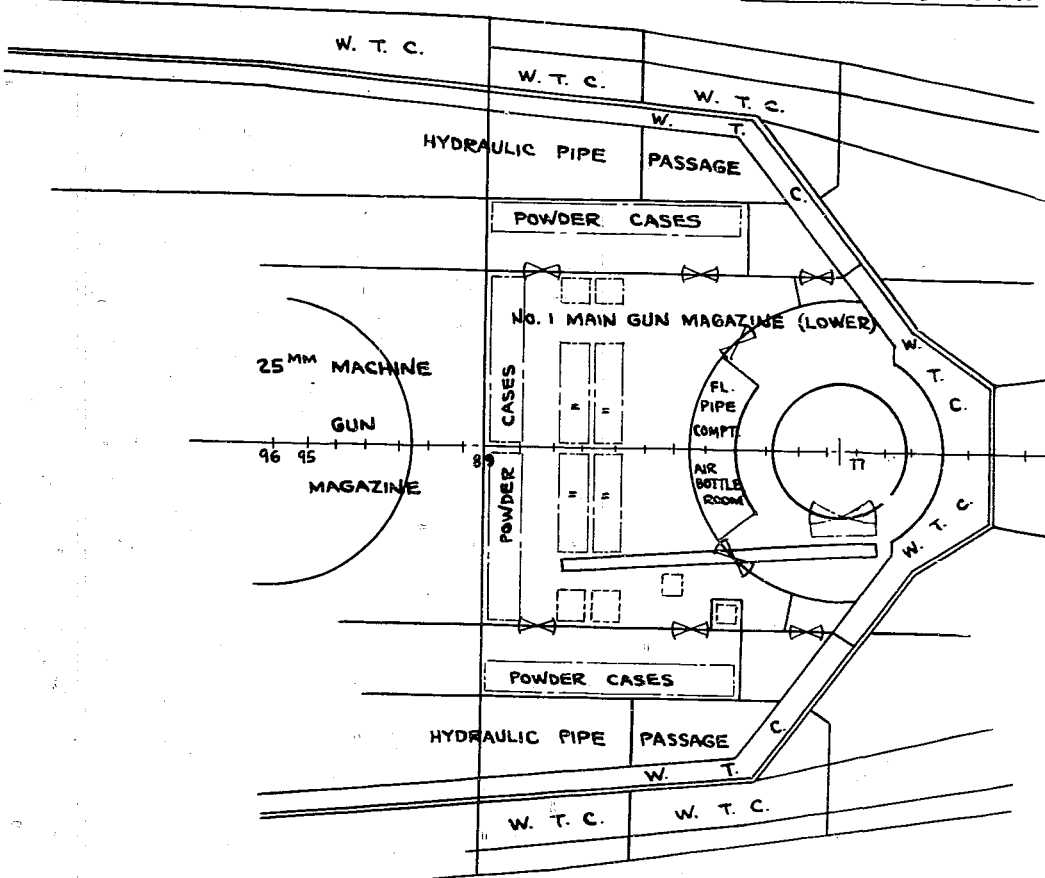 W. T. C.
W. T. C.
W. T. C.
W. T. C.
HYDRAULIC PIPE PASSAGE
POWDER CASES
NO. 1 MAIN GUN MAGAZINE (LOWER)
W. T. C.
25MM MACHINE
GUN
MAGAZINE
CASES
POWDER
FL.
PIPE
COMPT.
AIR
BOTTLE
ROOM
= =
= =
96 95 89 77
W. T. C.
POWDER CASES
HYDRAULIC PIPE PASSAGE
W. T. C.
W. T. C.
W. T. C.